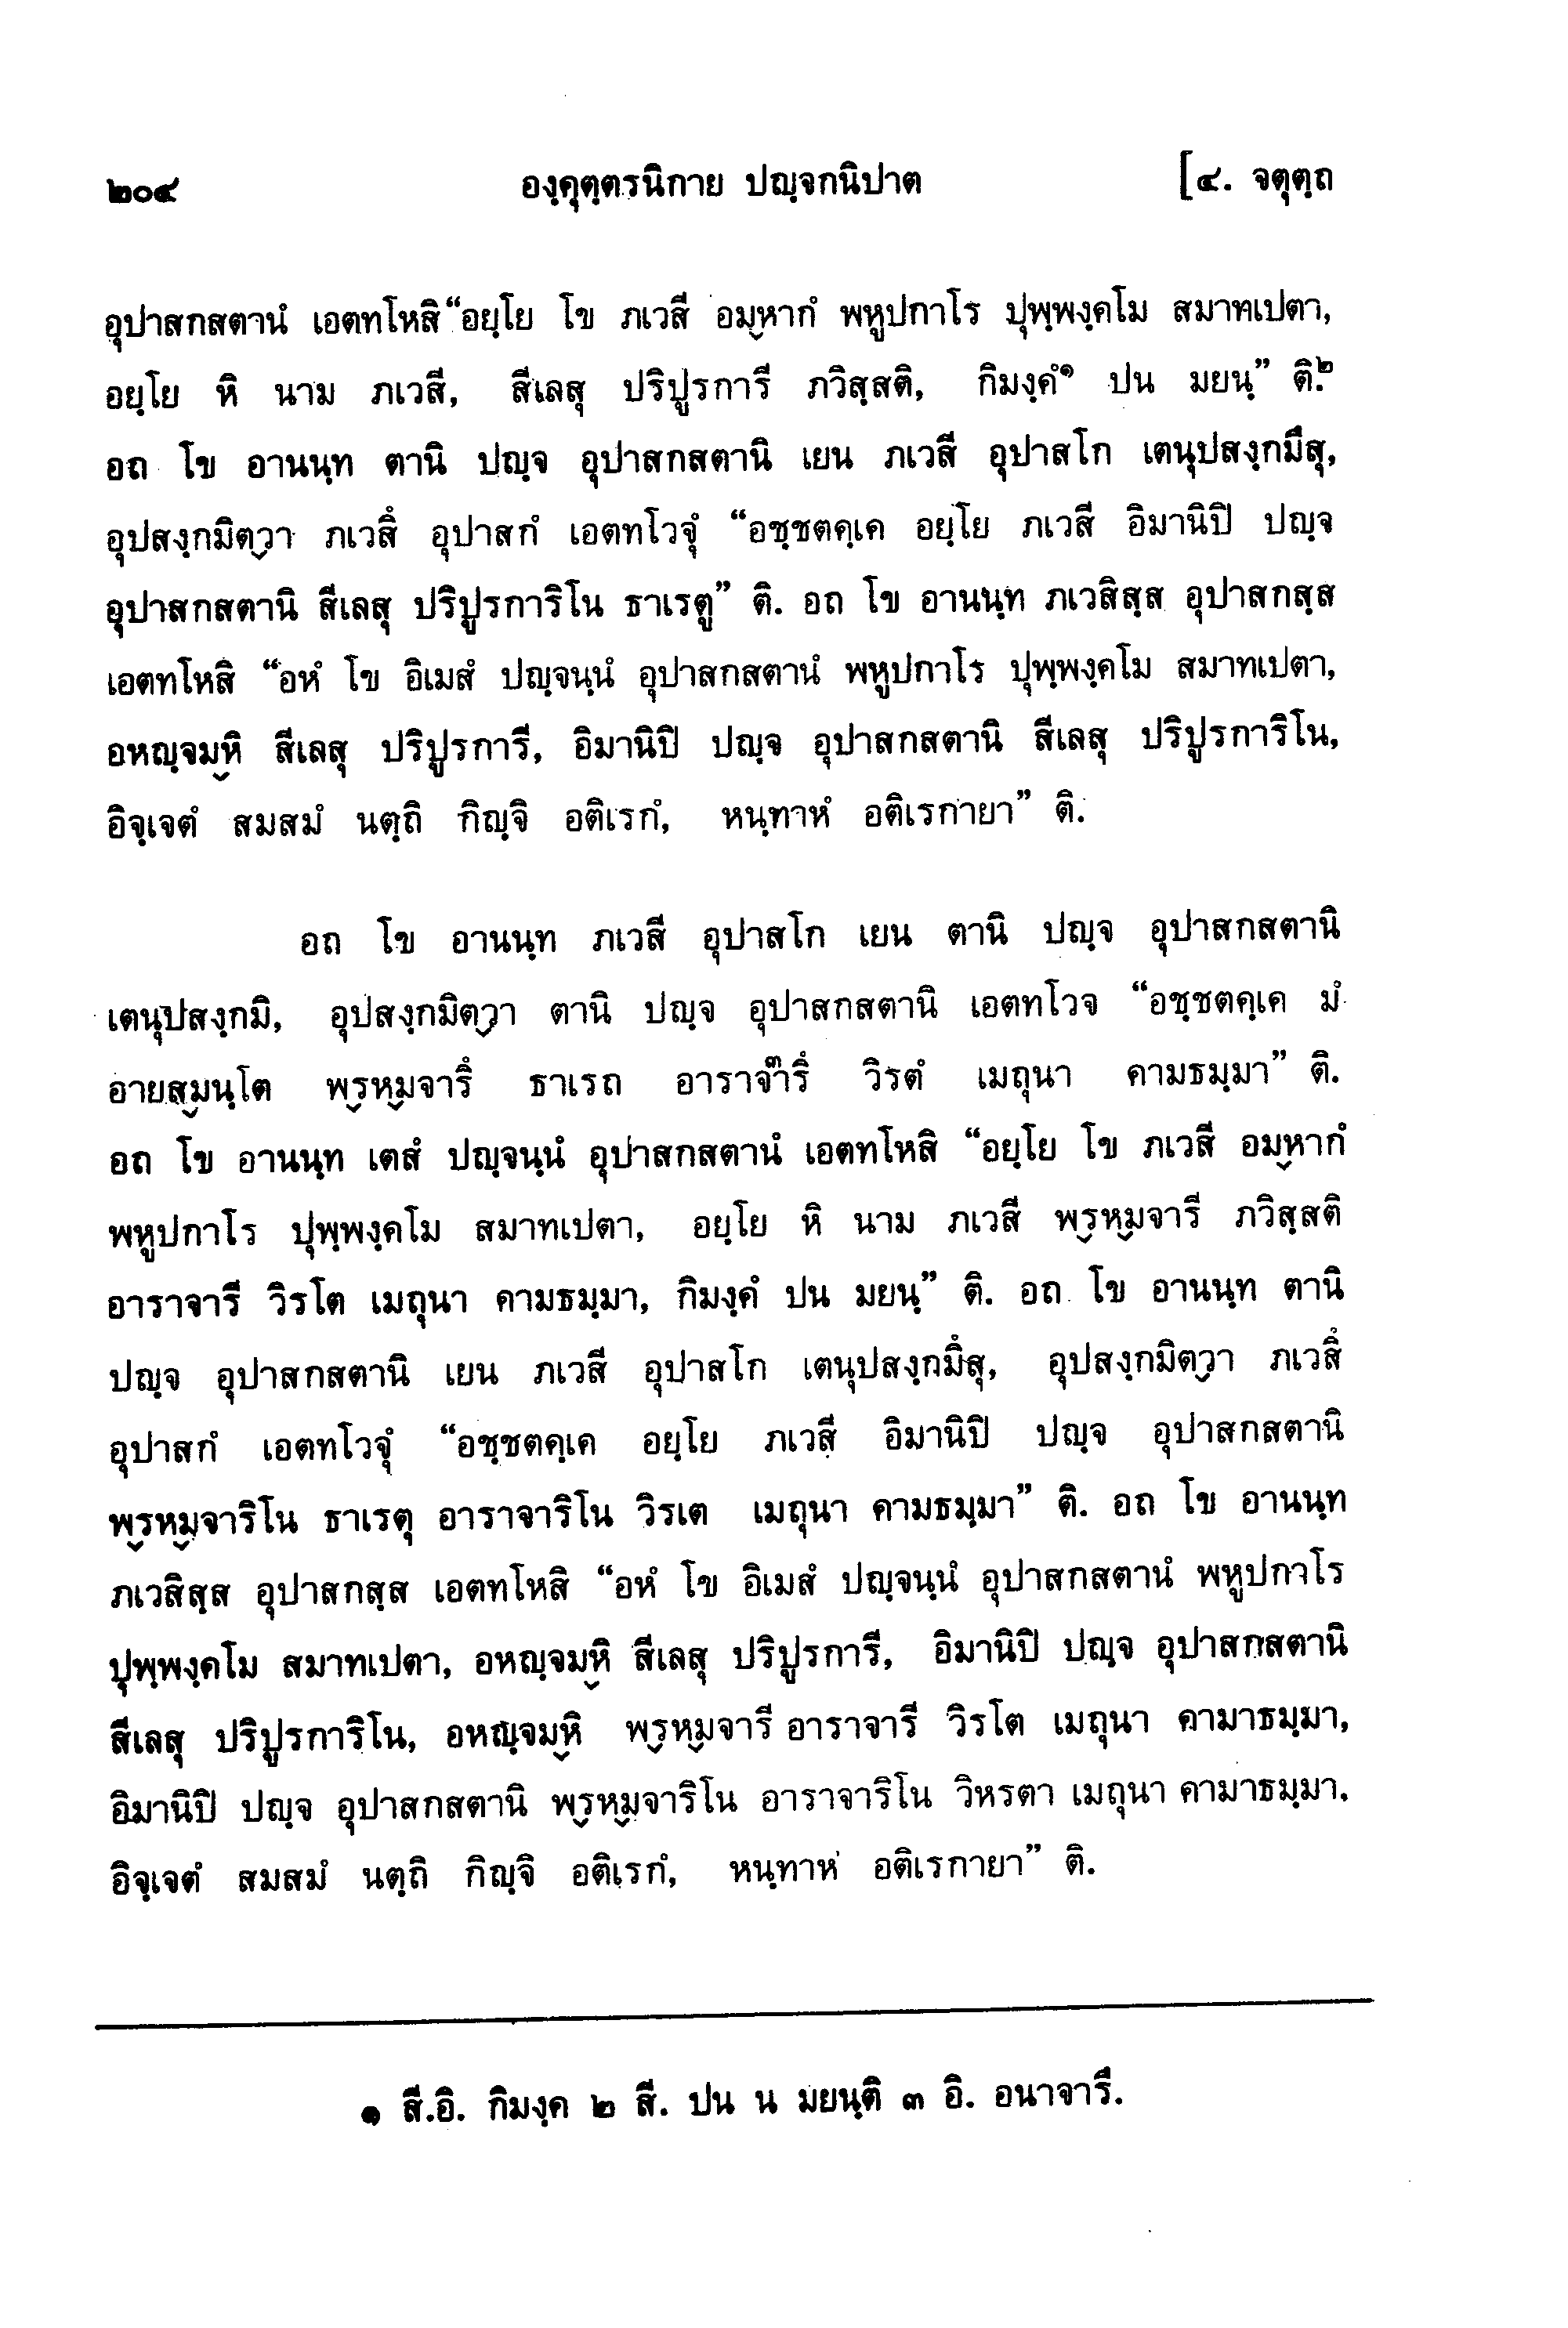 ๒๐๔ องฺคุตฺตรนิกาย ปญฺจกนิปาต [๔. จตุตฺถ
อุปาสกสตานํ เอตทโหสิ “อยฺโย โข ภเวสี อมฺหากํ พหูปกาโร ปุพฺพงฺคโม สมาทเปตา,
อยฺโย หิ นาม ภเวสี, สีเลสุ ปริปูรการี ภวิสฺสติ, กิมงฺคํ๑ ปน มยนฺ” ติ.๒
อถ โข อานนฺท ตานิ ปญฺจ อุปาสกสตานิ เยน ภเวสี อุปาสโก เตนุปสงฺกมึสุ,
อุปสงฺกมิตฺวา ภเวสึ อุปาสกํ เอตทโวจุํ “อชฺชตคฺเค อยฺโย ภเวสี อิมานิปิ ปญฺจ
อุปาสกสตานิ สีเลสุ ปริปูรการิโน ธาเรตู” ติ. อถ โข อานนฺท ภเวสิสฺส อุปาสกสฺส
เอตทโหสิ “อหํ โข อิเมสํ ปญฺจนฺนํ อุปาสกสตานํ พหูปกาโร ปุพฺพงฺคโม สมาทเปตา,
อหญฺจมฺหิ สีเลสุ ปริปูรการี, อิมานิปิ ปญฺจ อุปาสกสตานิ สีเลสุ ปริปูรการิโน,
อิจฺเจตํ สมสมํ นตฺถิ กิญฺจิ อติเรกํ, หนฺทาหํ อติเรกายา” ติ.
อถ โข อานนฺท ภเวสี อุปาสโก เยน ตานิ ปญฺจ อุปาสกสตานิ
เตนุปสงฺกมิ, อุปสงฺกมิตฺวา ตานิ ปญฺจ อุปาสกสตานิ เอตทโวจ “อชฺชตคฺเค มํ
อายสฺมนฺโต พฺรหฺมจารึ ธาเรถ อาราจา๓รึ วิรตํ เมถุนา คามธมฺมา” ติ.
อถ โข อานนฺท เตสํ ปญฺจนฺนํ อุปาสกสตานํ เอตทโหสิ “อยฺโย โข ภเวสี อมฺหากํ
พหูปกาโร ปุพฺพงฺคโม สมาทเปตา, อยฺโย หิ นาม ภเวสี พฺรหฺมจารี ภวิสฺสติ
อาราจารี วิรโต เมถุนา คามธมฺมา, กิมงฺคํ ปน มยนฺ” ติ. อถ โข อานนฺท ตานิ
ปญฺจ อุปาสกสตานิ เยน ภเวสี อุปาสโก เตนุปสงฺกมึสุ, อุปสงฺกมิตฺวา ภเวสึ
อุปาสกํ เอตทโวจุํ “อชฺชตคฺเค อยฺโย ภเวสี อิมานิปิ ปญฺจ อุปาสกสตานิ
พฺรหฺมจาริโน ธาเรตุ อาราจาริโน วิรเต เมถุนา คามธมฺมา” ติ. อถ โข อานนฺท
ภเวสิสฺส อุปาสกสฺส เอตทโหสิ “อหํ โข อิเมสํ ปญฺจนฺนํ อุปาสกสตานํ พหูปกาโร
ปุพฺพงฺคโม สมาทเปตา, อหญฺจมฺหิ สีเลสุ ปริปูรการี, อิมานิปิ ปญฺจ อุปาสกสตานิ
สีเลสุ ปริปูรการิโน, อหญฺจมฺหิ พฺรหฺมจารี อาราจารี วิรโต เมถุนา คามาธมฺมา,
อิมานิปิ ปญฺจ อุปาสกสตานิ พฺรหฺมจาริโน อาราจาริโน วิหรตา เมถุนา คามาธมฺมา.
อิจฺเจตํ สมสมํ นตฺถิ กิญฺจิ อติเรกํ, หนฺทาหํ อติเรกายา” ติ.
๑ สี.อิ. กิมงฺค ๒ สี. ปน น มยนฺติ ๓ อิ. อนาจารึ.